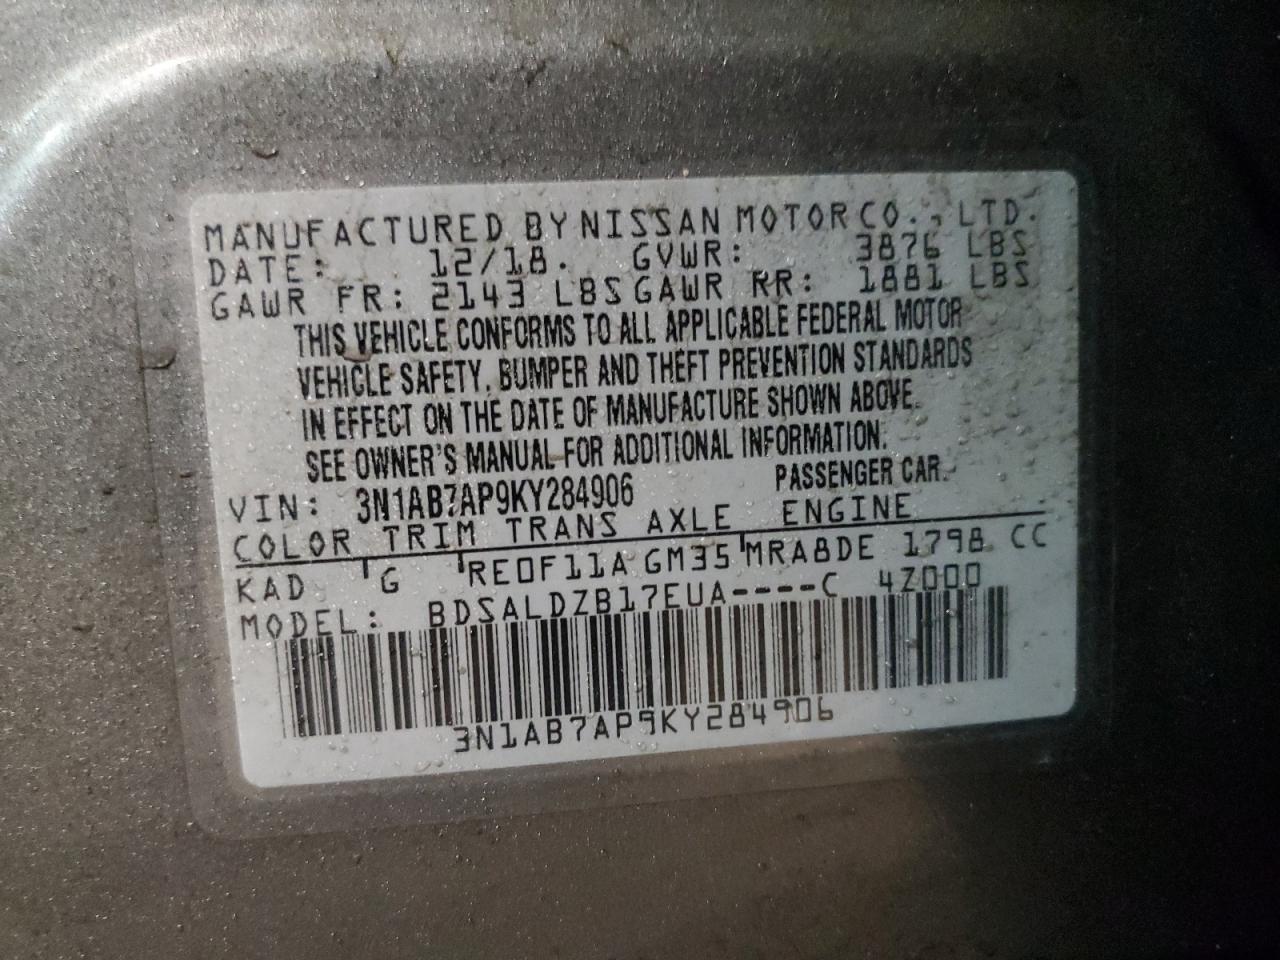 MANUFACTURED BY NISSAN MOTOR CO., LTD.
DATE: 12/18. GVWR: 3876 LBS
GAWR FR: 2143 LBS GAWR RR: 1881 LBS
THIS VEHICLE CONFORMS TO ALL APPLICABLE FEDERAL MOTOR
VEHICLE SAFETY, BUMPER AND THEFT PREVENTION STANDARDS
IN EFFECT ON THE DATE OF MANUFACTURE SHOWN ABOVE.
SEE OWNER'S MANUAL FOR ADDITIONAL INFORMATION.
VIN: 3N1AB7AP9KY284906 PASSENGER CAR.
COLOR TRIM TRANS AXLE ENGINE
KAD G RE0F11A GM35 MRA8DE 1798 CC
MODEL: BDSALDZB17EUA----C 4Z000
3N1AB7AP9KY284906